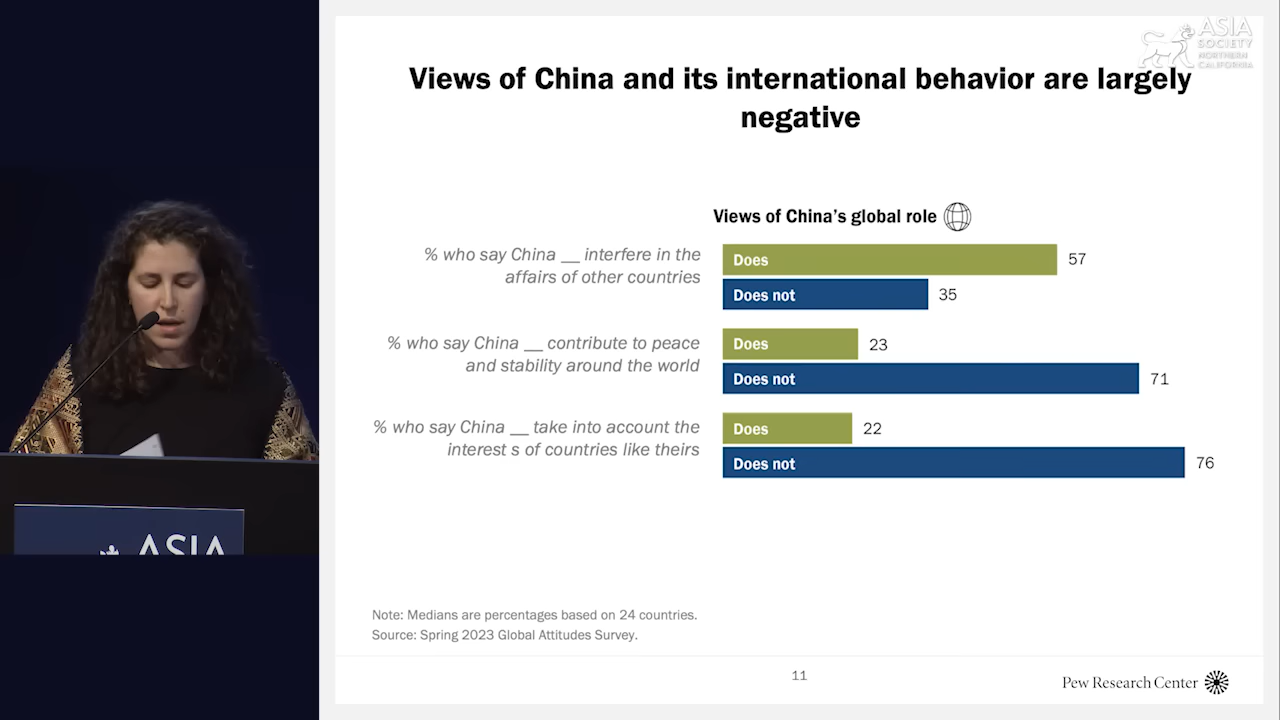 ASIA
SOCIETY
NORTHERN
CALIFORNIA
Views of China and its international behavior are largely
negative
Views of China’s global role
% who say China __ interfere in the
affairs of other countries
Does
57
Does not
35
% who say China __ contribute to peace
and stability around the world
Does
23
Does not
71
% who say China __ take into account the
interest s of countries like theirs
Does
22
Does not
76
Note: Medians are percentages based on 24 countries.
Source: Spring 2023 Global Attitudes Survey.
11
Pew Research Center
ASIA